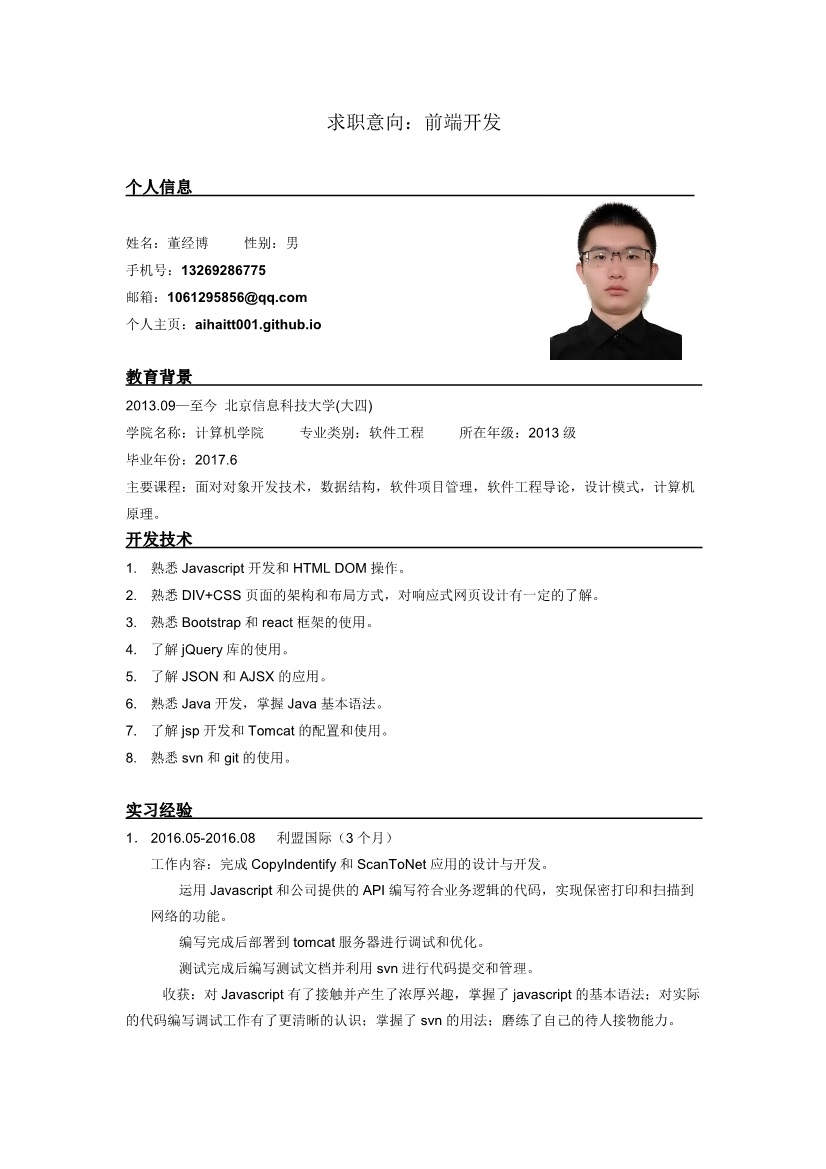 求职意向：前端开发
个人信息
姓名：董经博 性别：男
手机号：13269286775
邮箱：1061295856@qq.com
个人主页：aihaitt001.github.io
教育背景
2013.09—至今 北京信息科技大学(大四)
学院名称：计算机学院 专业类别：软件工程 所在年级：2013 级
毕业年份：2017.6
主要课程：面对对象开发技术，数据结构，软件项目管理，软件工程导论，设计模式，计算机
原理。
开发技术
1. 熟悉 Javascript 开发和 HTML DOM 操作。
2. 熟悉 DIV+CSS 页面的架构和布局方式，对响应式网页设计有一定的了解。
3. 熟悉 Bootstrap 和 react 框架的使用。
4. 了解 jQuery 库的使用。
5. 了解 JSON 和 AJSX 的应用。
6. 熟悉 Java 开发，掌握 Java 基本语法。
7. 了解 jsp 开发和 Tomcat 的配置和使用。
8. 熟悉 svn 和 git 的使用。
实习经验
1. 2016.05-2016.08 利盟国际（3 个月）
工作内容：完成 CopyIndentify 和 ScanToNet 应用的设计与开发。
运用 Javascript 和公司提供的 API 编写符合业务逻辑的代码，实现保密打印和扫描到
网络的功能。
编写完成后部署到 tomcat 服务器进行调试和优化。
测试完成后编写测试文档并利用 svn 进行代码提交和管理。
收获：对 Javascript 有了接触并产生了浓厚兴趣，掌握了 javascript 的基本语法；对实际
的代码编写调试工作有了更清晰的认识；掌握了 svn 的用法；磨练了自己的待人接物能力。